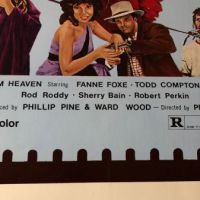 M HEAVEN Starring FANNE FOXE · TODD COMPTON
Rod Roddy · Sherry Bain · Robert Perkin
ced by PHILLIP PINE & WARD WOOD – Directed by P
olor
R